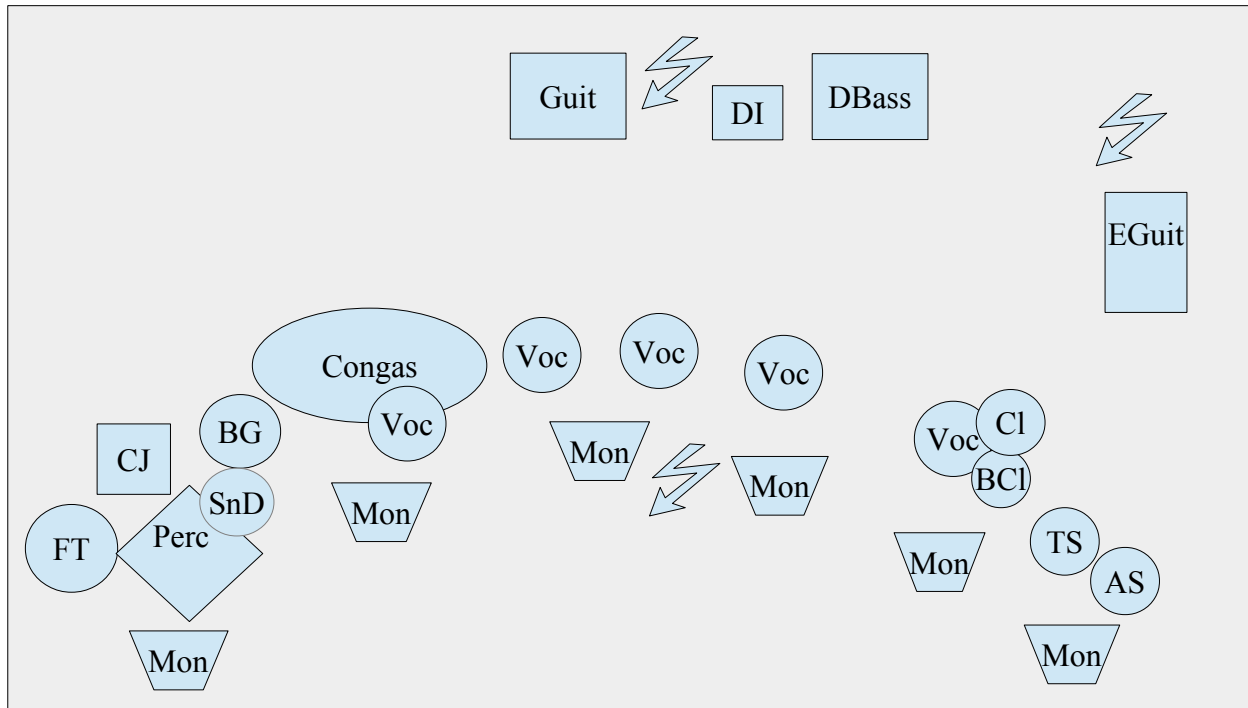 Guit
DI
DBass
EGuit
Congas
Voc
Voc
Voc
Voc
BG
CJ
SnD
Perc
FT
Mon
Mon
Mon
Mon
Voc
Cl
BCl
Mon
TS
AS
Mon